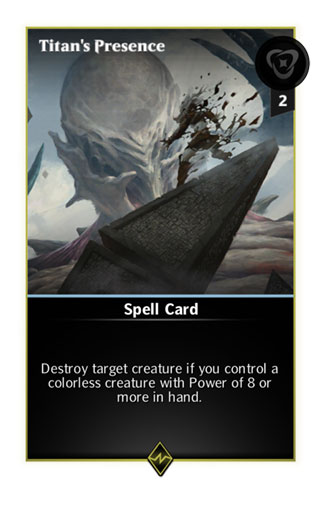 Titan's Presence
2
Spell Card
Destroy target creature if you control a
colorless creature with Power of 8 or
more in hand.